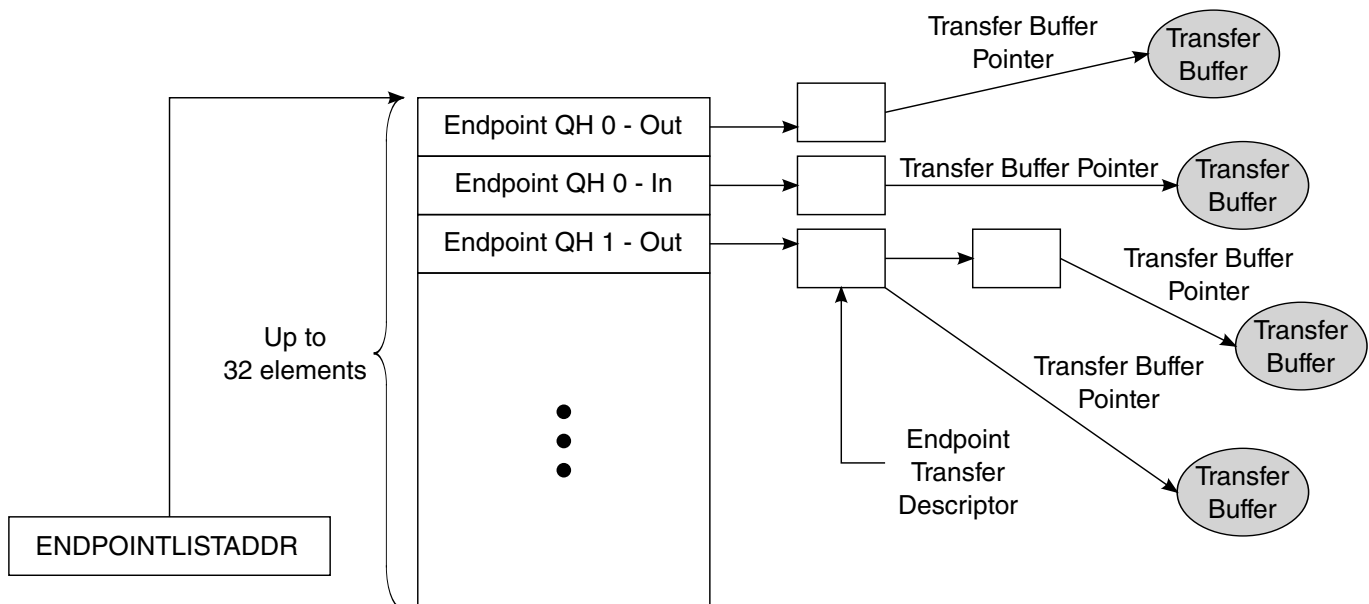 Transfer Buffer
Pointer
Transfer
Buffer
Endpoint QH 0 - Out
Endpoint QH 0 - In
Transfer Buffer Pointer
Transfer
Buffer
Endpoint QH 1 - Out
Transfer Buffer
Pointer
Transfer
Buffer
Up to
32 elements
Transfer Buffer
Pointer
Endpoint
Transfer
Descriptor
Transfer
Buffer
ENDPOINTLISTADDR